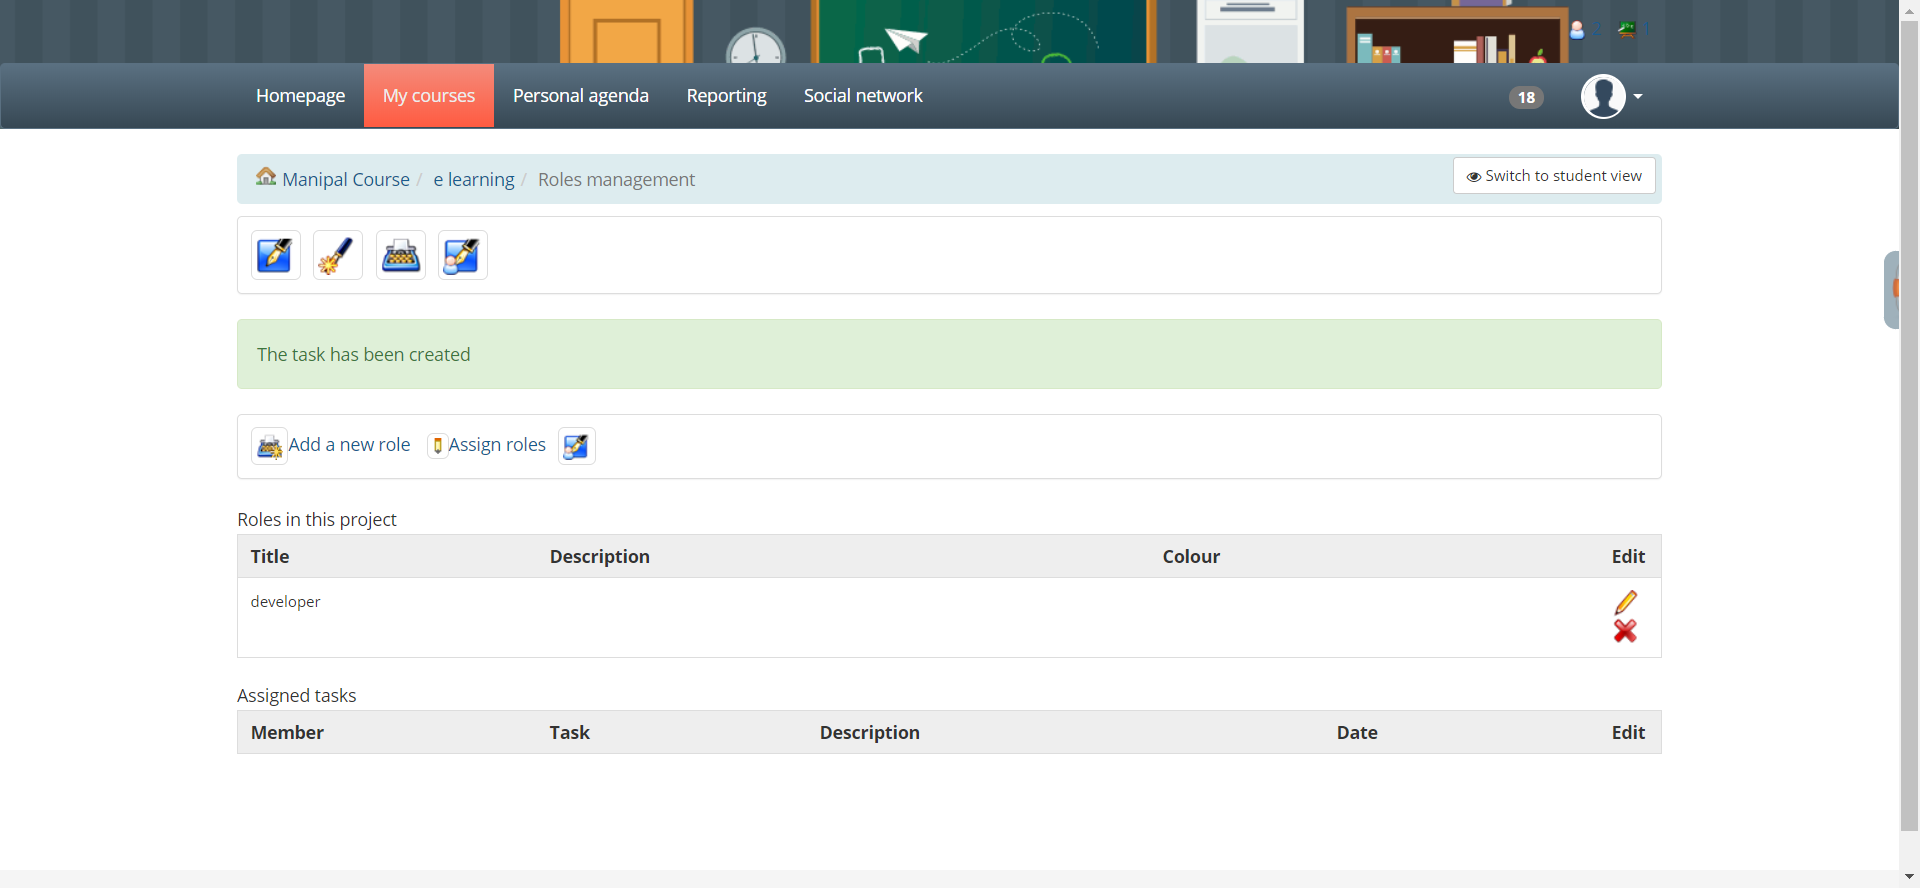 2 1
Homepage My courses Personal agenda Reporting Social network 18
Manipal Course / e learning / Roles management Switch to student view
The task has been created
Add a new role Assign roles
Roles in this project
Title Description Colour Edit
developer
Assigned tasks
Member Task Description Date Edit